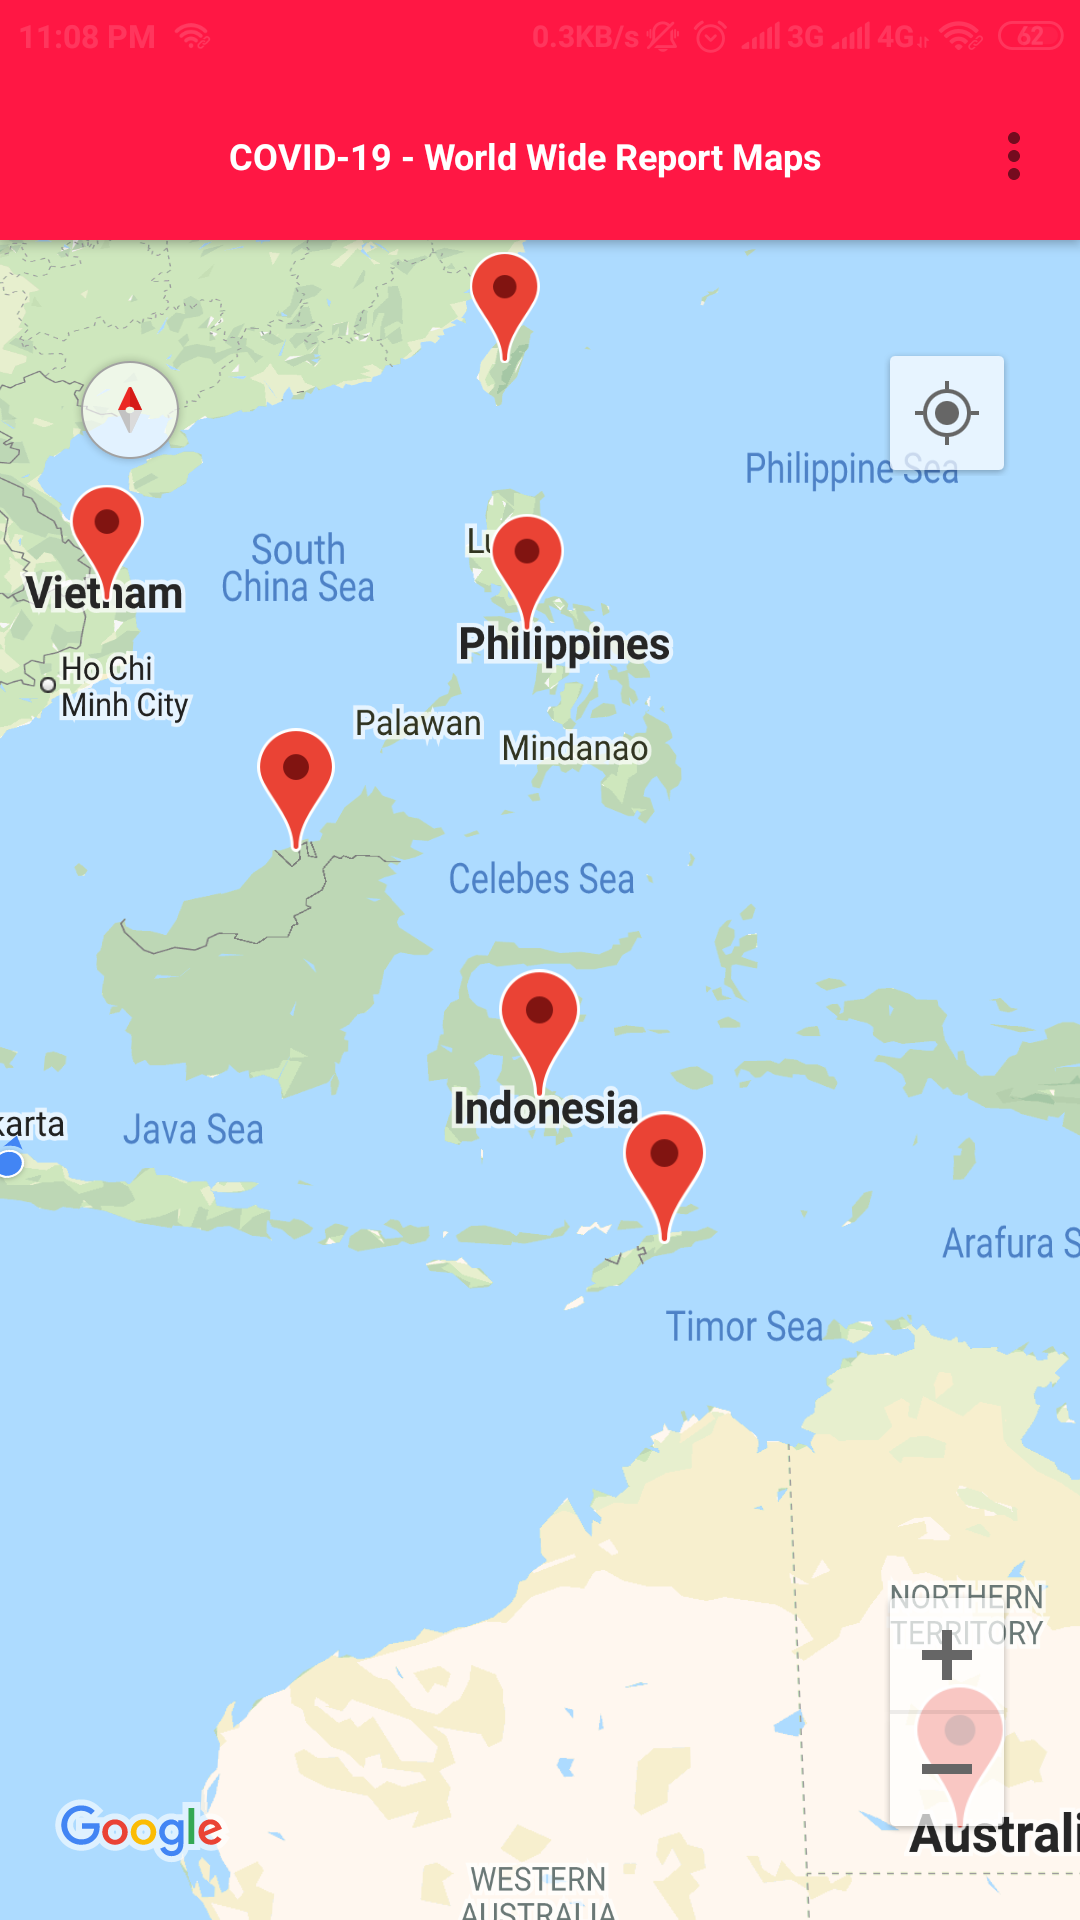 11:08 PM 0.3KB/s 3G 4G 62
COVID-19 - World Wide Report Maps
Philippine Sea
South
China Sea
Vietnam
Philippines
Ho Chi
Minh City
Palawan
Mindanao
Celebes Sea
Indonesia
karta
Java Sea
Arafura S
Timor Sea
NORTHERN
TERRITORY
Google
Australi
WESTERN
AUSTRALIA